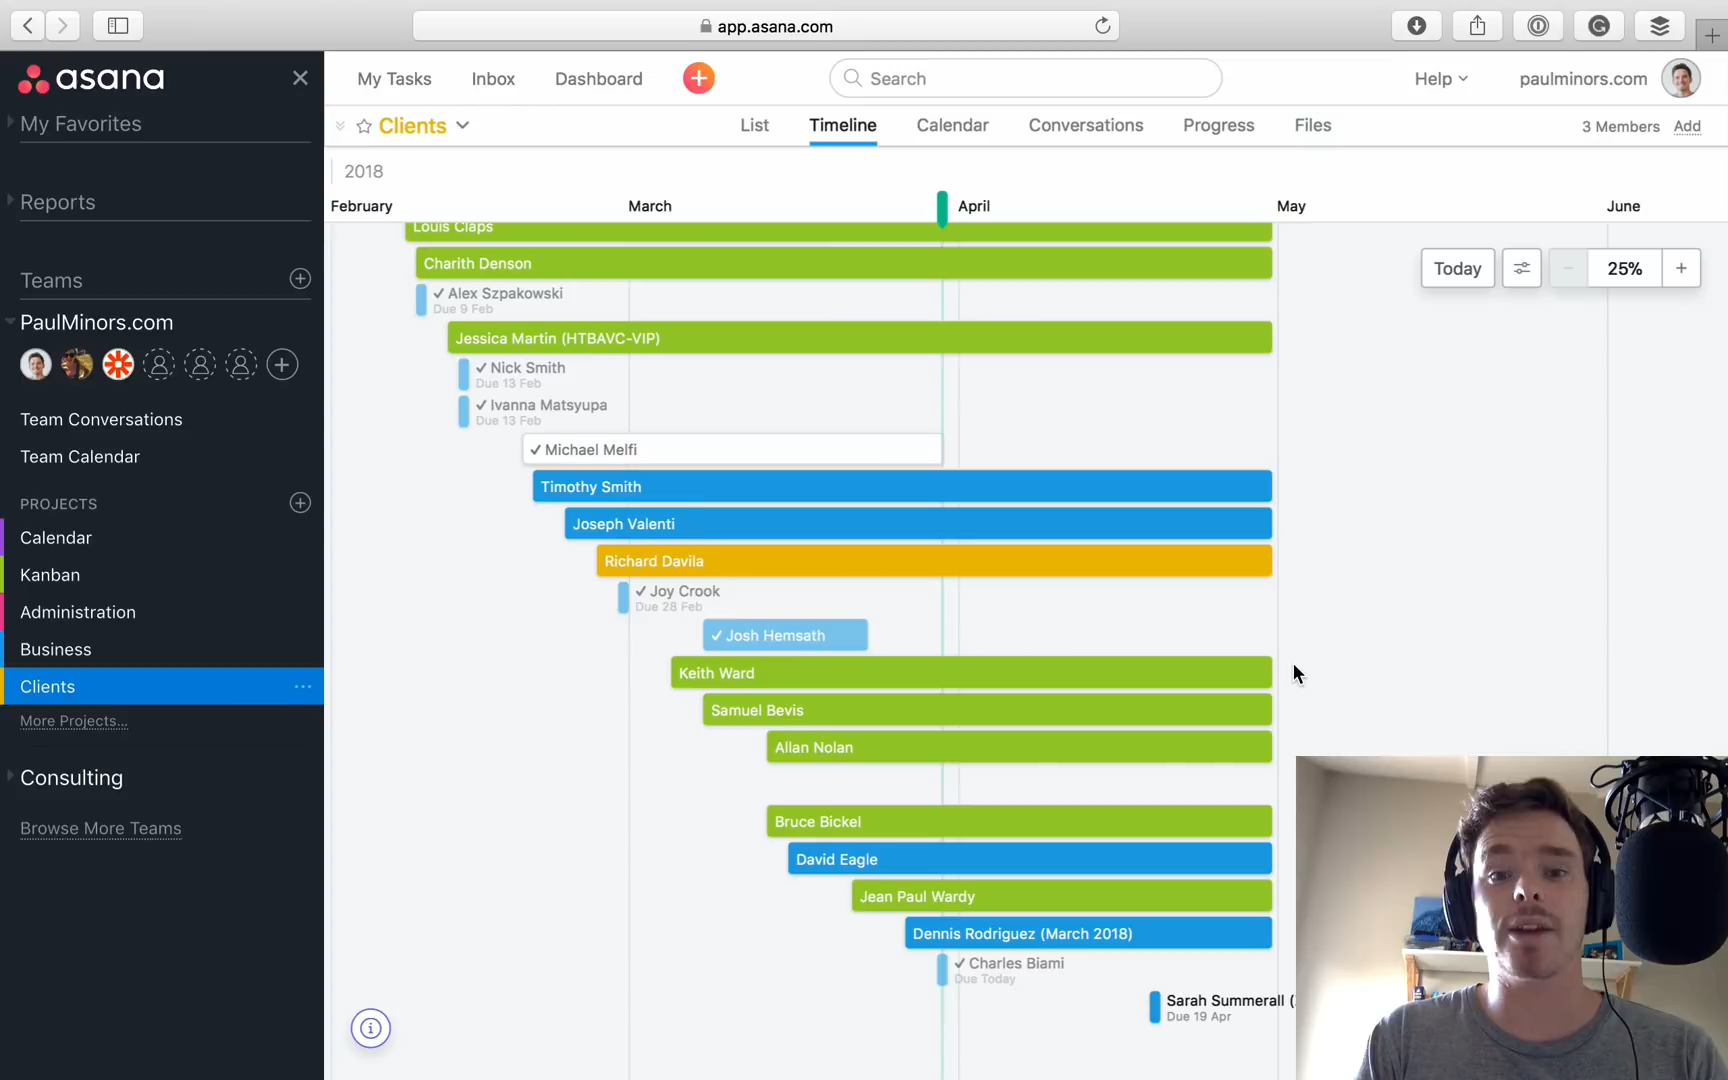 app.asana.com
asana
My Tasks
Inbox
Dashboard
Search
Help
paulminors.com
My Favorites
Reports
Teams
PaulMinors.com
Team Conversations
Team Calendar
PROJECTS
Calendar
Kanban
Administration
Business
Clients
More Projects...
Consulting
Browse More Teams
Clients
List
Timeline
Calendar
Conversations
Progress
Files
3 Members
Add
2018
February
March
April
May
June
Today
25%
Louis Claps
Charith Denson
Alex Szpakowski
Due 9 Feb
Jessica Martin (HTBAVC-VIP)
Nick Smith
Due 13 Feb
Ivanna Matsyupa
Due 13 Feb
Michael Melfi
Timothy Smith
Joseph Valenti
Richard Davila
Joy Crook
Due 28 Feb
Josh Hemsath
Keith Ward
Samuel Bevis
Allan Nolan
Bruce Bickel
David Eagle
Jean Paul Wardy
Dennis Rodriguez (March 2018)
Charles Biami
Due Today
Sarah Summerall (
Due 19 Apr